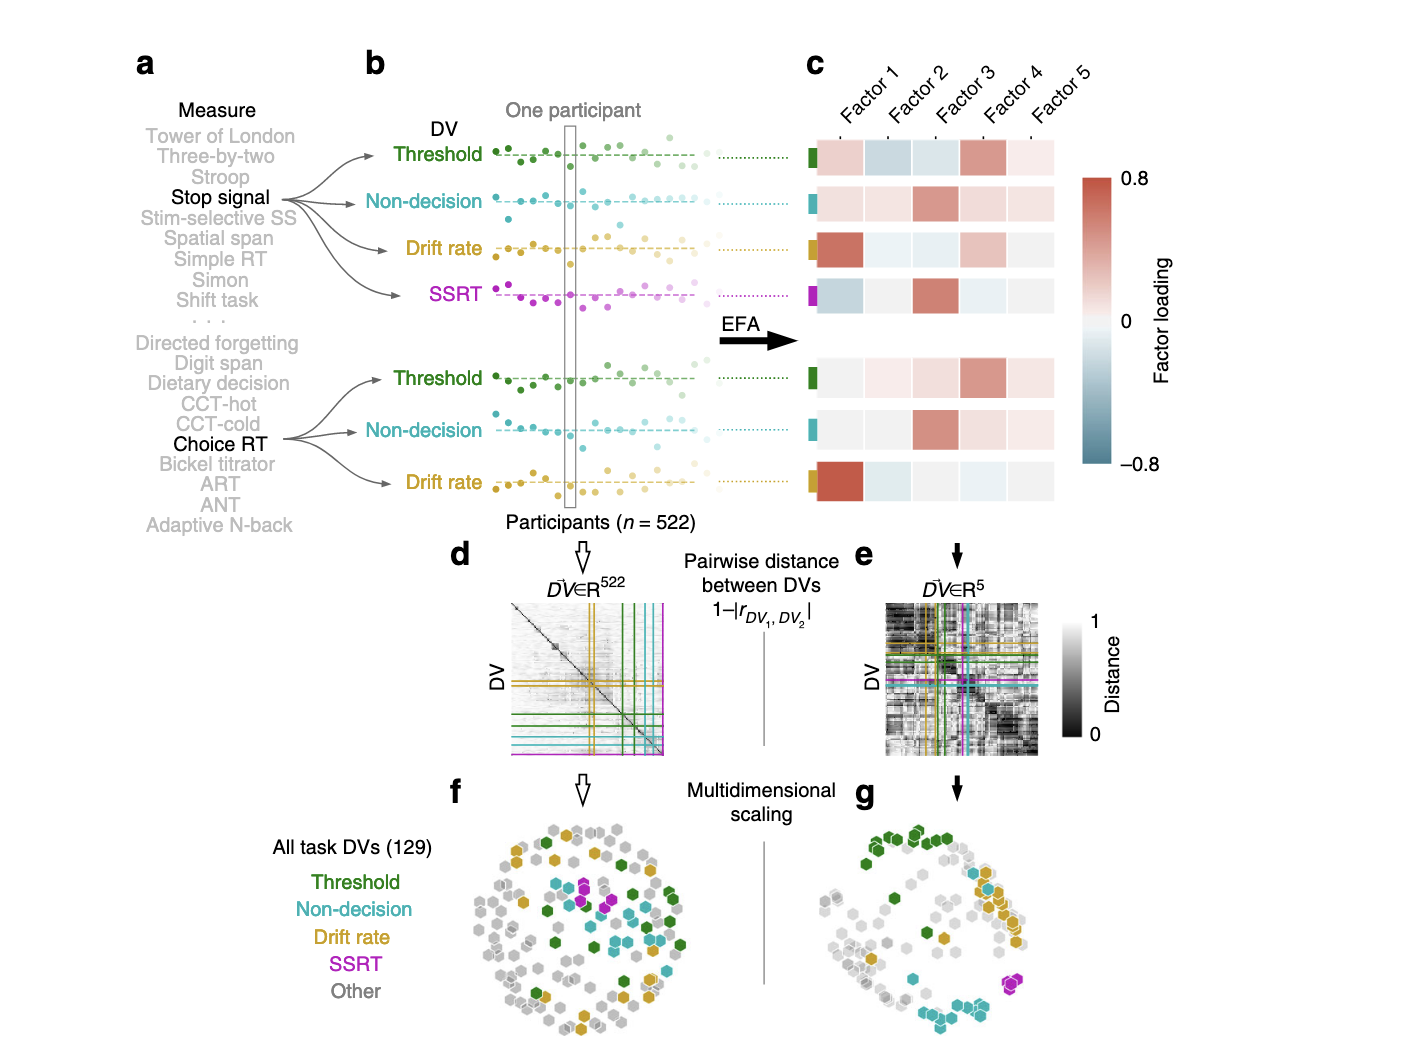 a
Measure
Tower of London
Three-by-two
Stroop
Stop signal
Stim-selective SS
Spatial span
Simple RT
Simon
Shift task
. . .
Directed forgetting
Digit span
Dietary decision
CCT-hot
CCT-cold
Choice RT
Bickel titrator
ART
ANT
Adaptive N-back
b
One participant
DV
Threshold
Non-decision
Drift rate
SSRT
Threshold
Non-decision
Drift rate
Participants (n = 522)
EFA
c
Factor 1
Factor 2
Factor 3
Factor 4
Factor 5
0.8
0
–0.8
Factor loading
d
D⃗V∈R⁵²²
DV
Pairwise distance
between DVs
1–|r_DV₁, DV₂|
e
D⃗V∈R⁵
DV
1
0
Distance
f
Multidimensional
scaling
g
All task DVs (129)
Threshold
Non-decision
Drift rate
SSRT
Other